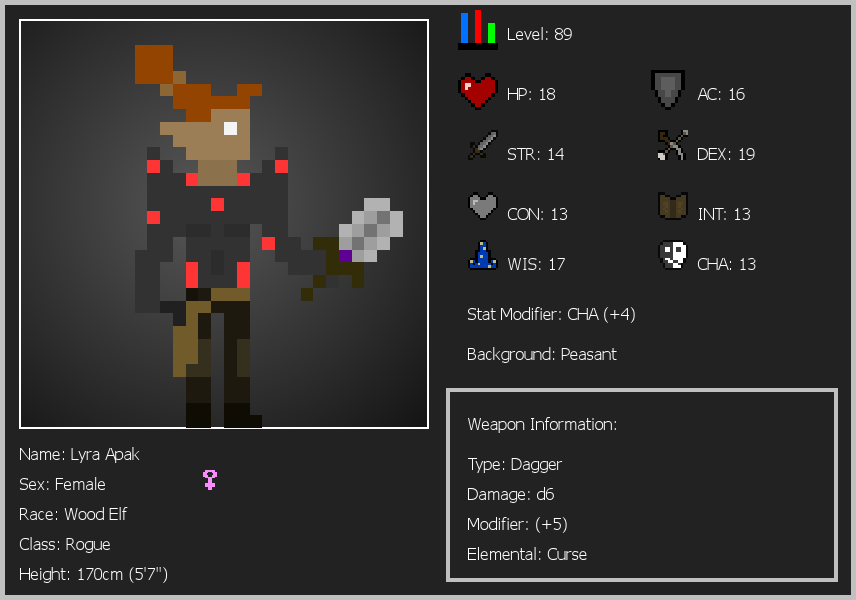 Level: 89
HP: 18
AC: 16
STR: 14
DEX: 19
CON: 13
INT: 13
WIS: 17
CHA: 13
Stat Modifier: CHA (+4)
Background: Peasant
Weapon Information:
Type: Dagger
Damage: d6
Modifier: (+5)
Elemental: Curse
Name: Lyra Apak
Sex: Female
Race: Wood Elf
Class: Rogue
Height: 170cm (5'7")